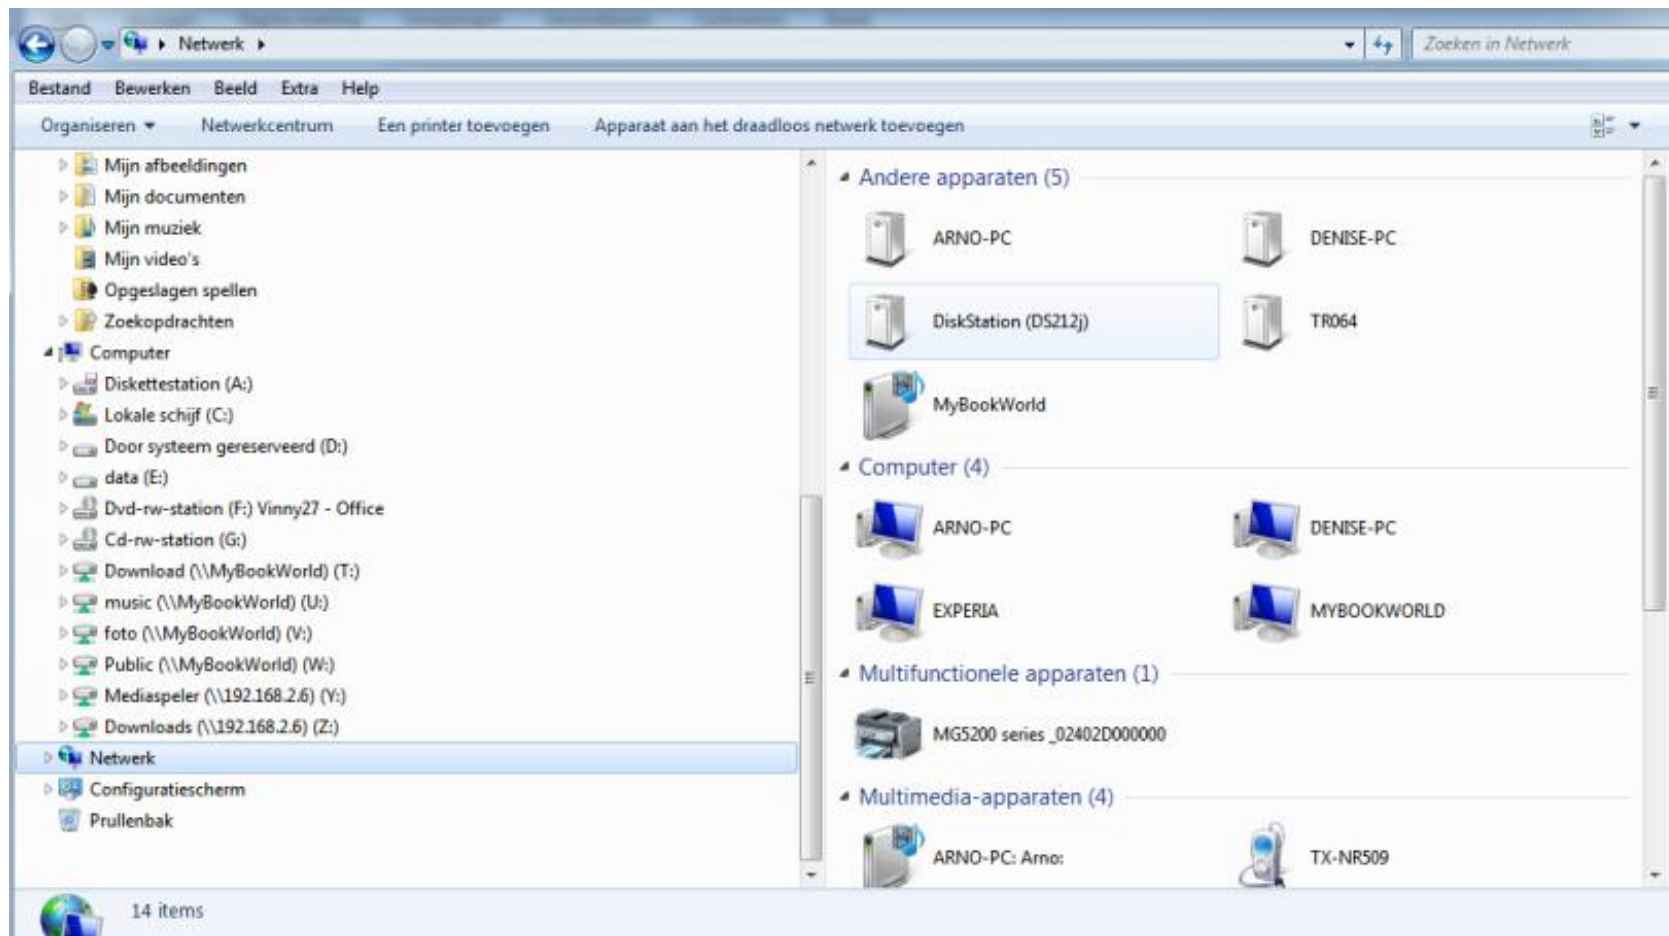 Netwerk
Zoeken in Netwerk
Bestand Bewerken Beeld Extra Help
Organiseren Netwerkcentrum Een printer toevoegen Apparaat aan het draadloos netwerk toevoegen
Mijn afbeeldingen
Mijn documenten
Mijn muziek
Mijn video's
Opgeslagen spellen
Zoekopdrachten
Computer
Diskettestation (A:)
Lokale schijf (C:)
Door systeem gereserveerd (D:)
data (E:)
Dvd-rw-station (F:) Vinny27 - Office
Cd-rw-station (G:)
Download (\\MyBookWorld) (T:)
music (\\MyBookWorld) (U:)
foto (\\MyBookWorld) (V:)
Public (\\MyBookWorld) (W:)
Mediaspeler (\\192.168.2.6) (Y:)
Downloads (\\192.168.2.6) (Z:)
Netwerk
Configuratiescherm
Prullenbak
Andere apparaten (5)
ARNO-PC DENISE-PC
DiskStation (DS212j) TR064
MyBookWorld
Computer (4)
ARNO-PC DENISE-PC
EXPERIA MYBOOKWORLD
Multifunctionele apparaten (1)
MG5200 series _02402D000000
Multimedia-apparaten (4)
ARNO-PC: Arno: TX-NR509
14 items